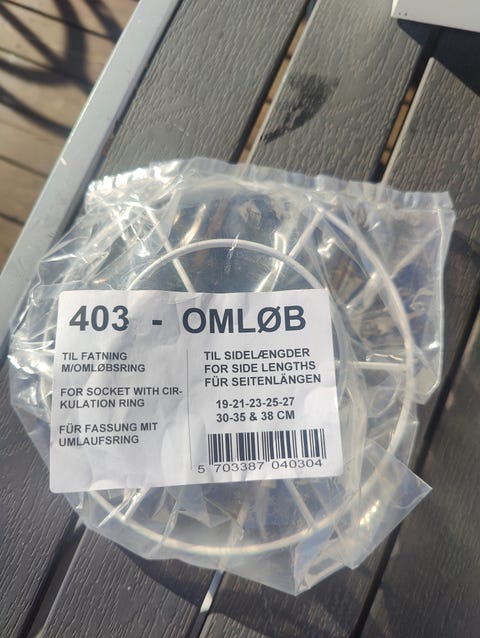 403 - OMLØB
TIL FATNING
M/OMLØBSRING
FOR SOCKET WITH CIR-
KULATION RING
FÜR FASSUNG MIT
UMLAUFSRING
TIL SIDELÆNGDER
FOR SIDE LENGTHS
FÜR SEITENLÄNGEN
19-21-23-25-27
30-35 & 38 CM
5 703387 040304